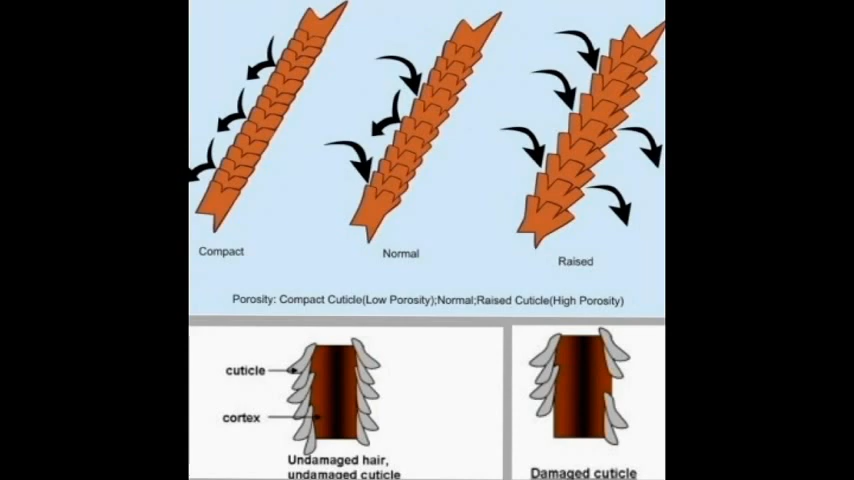 Compact
Normal
Raised
Porosity: Compact Cuticle(Low Porosity);Normal;Raised Cuticle(High Porosity)
cuticle
cortex
Undamaged hair,
undamaged cuticle
Damaged cuticle